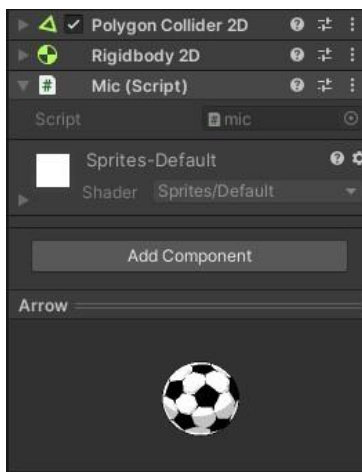 Polygon Collider 2D
Rigidbody 2D
# Mic (Script)
Script # mic
Sprites-Default
Shader Sprites/Default
Add Component
Arrow